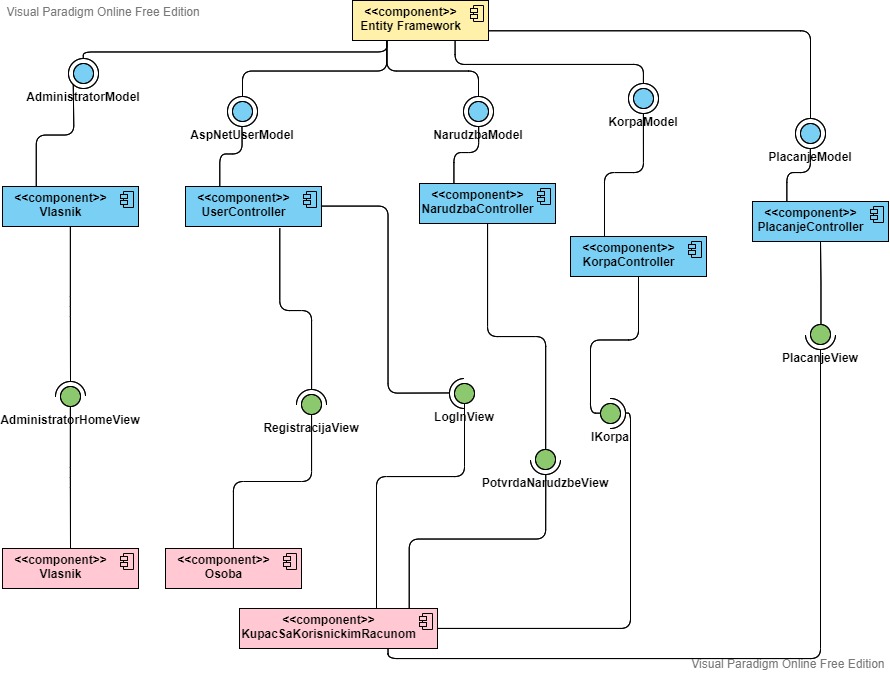 Visual Paradigm Online Free Edition
<<component>>
Entity Framework
AdministratorModel
AspNetUserModel
NarudzbaModel
KorpaModel
PlacanjeModel
<<component>>
Vlasnik
<<component>>
UserController
<<component>>
NarudzbaController
<<component>>
KorpaController
<<component>>
PlacanjeController
AdministratorHomeView
RegistracijaView
LogInView
IKorpa
PlacanjeView
PotvrdaNarudzbeView
<<component>>
Vlasnik
<<component>>
Osoba
<<component>>
KupacSaKorisnickimRacunom
Visual Paradigm Online Free Edition